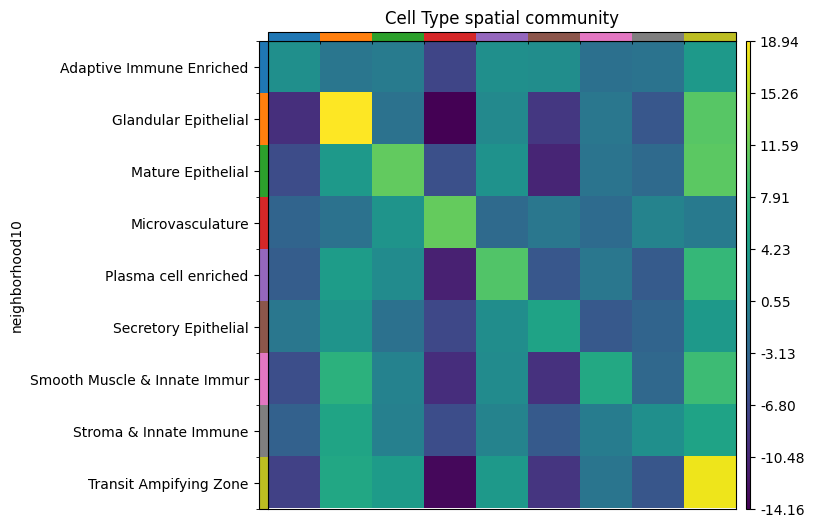 Cell Type spatial community
Adaptive Immune Enriched
Glandular Epithelial
Mature Epithelial
Microvasculature
Plasma cell enriched
Secretory Epithelial
Smooth Muscle & Innate Immur
Stroma & Innate Immune
Transit Ampifying Zone
neighborhood10
18.94
15.26
11.59
7.91
4.23
0.55
-3.13
-6.80
-10.48
-14.16